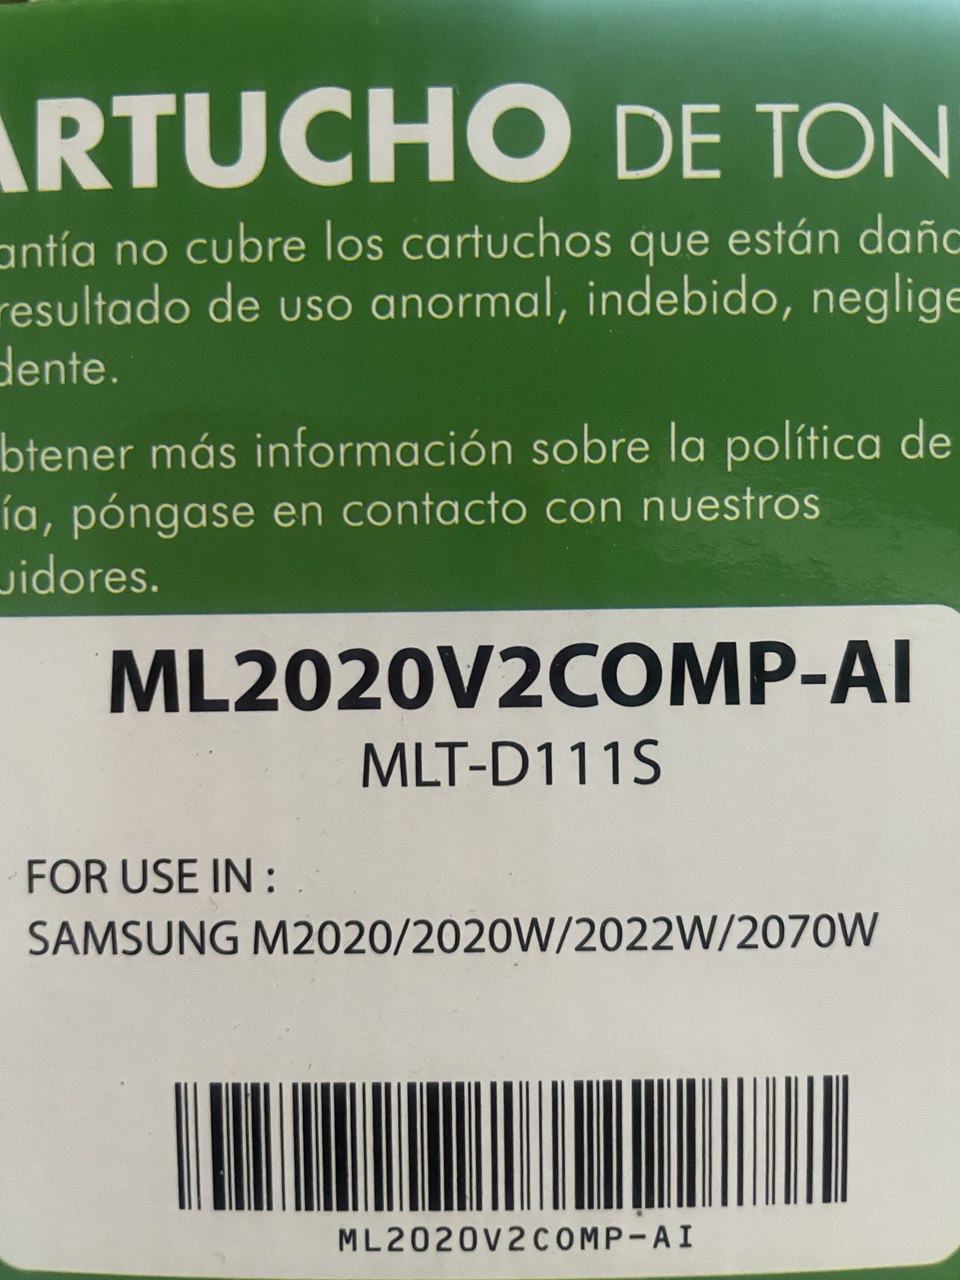 ARTUCHO DE TON
antía no cubre los cartuchos que están daña
resultado de uso anormal, indebido, neglige
dente.
btener más información sobre la política de
ía, póngase en contacto con nuestros
uidores.
ML2020V2COMP-AI
MLT-D111S
FOR USE IN :
SAMSUNG M2020/2020W/2022W/2070W
ML2020V2COMP-AI